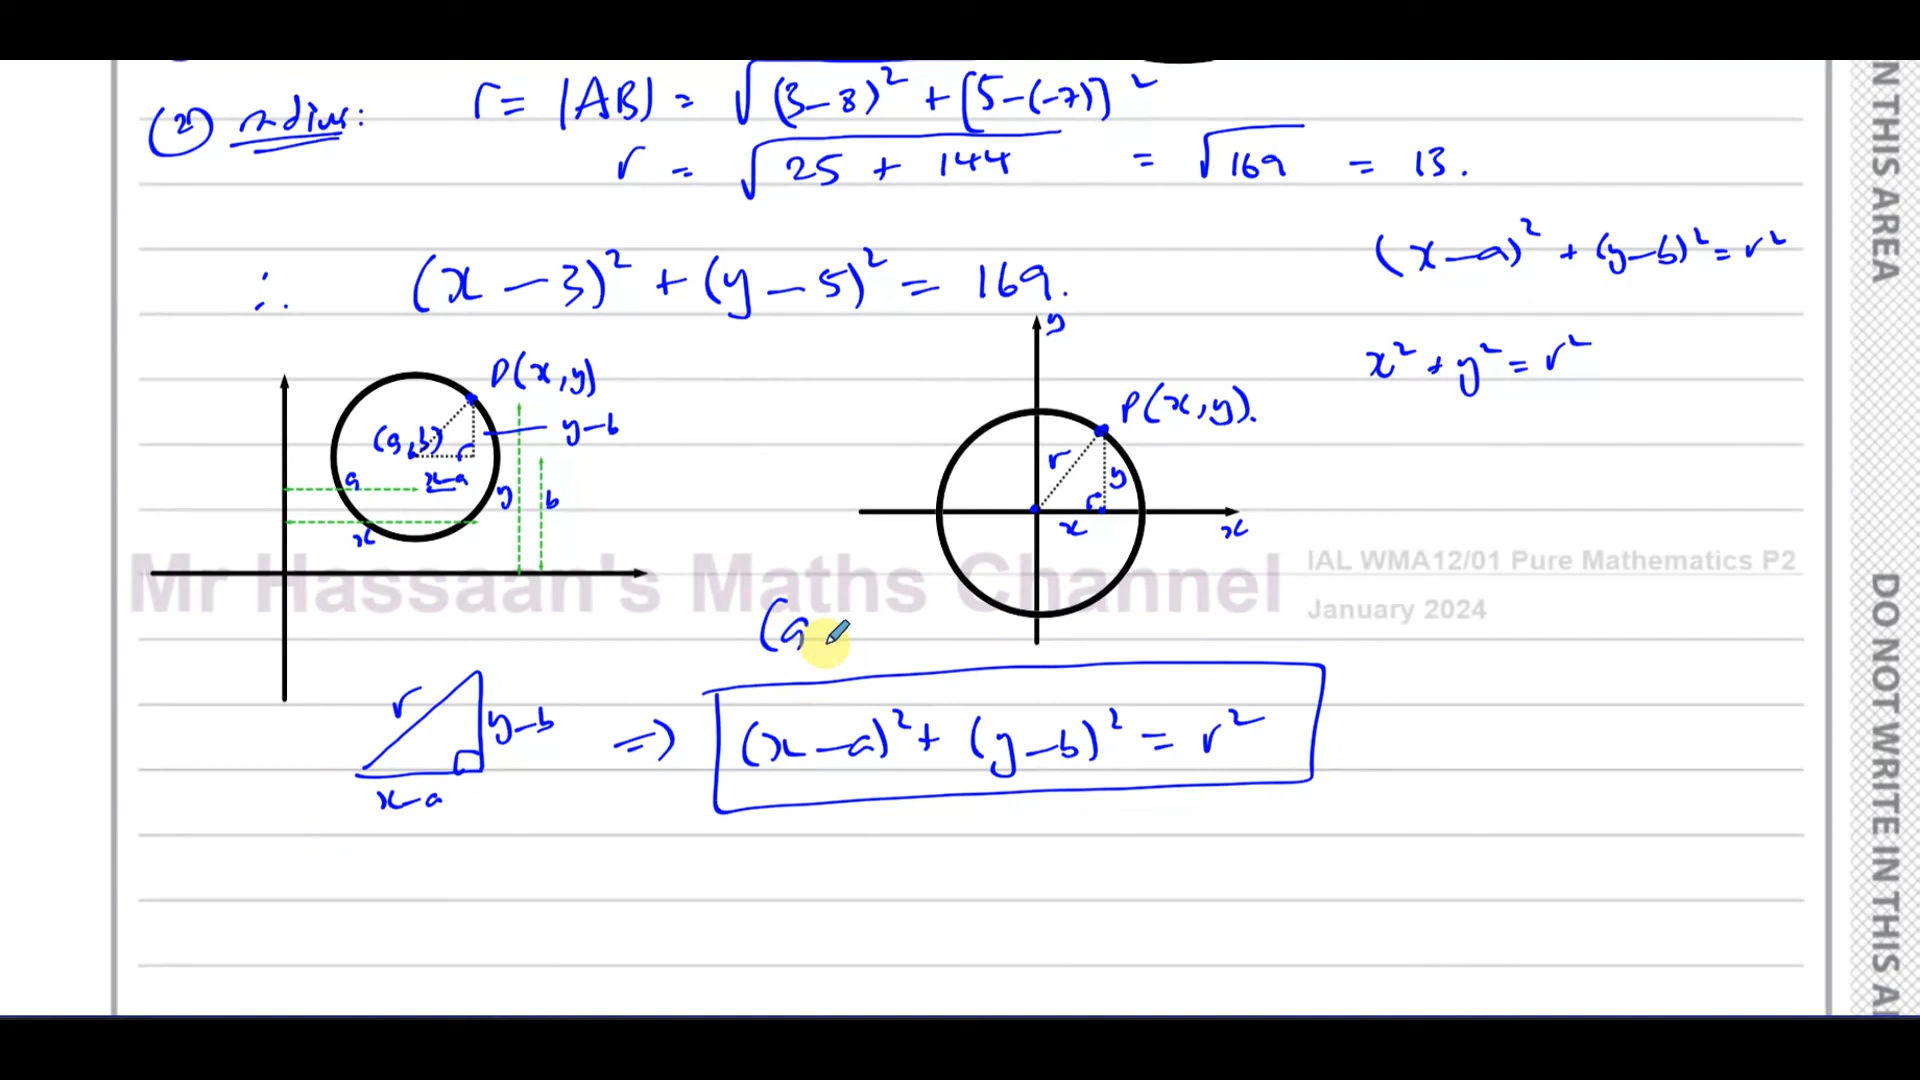 (2) radius: r = |AB| = √(3-8)² + [5-(-7)]²
r = √25 + 144 = √169 = 13.
(x-a)² + (y-b)² = r²
∴ (x - 3)² + (y - 5)² = 169.
x² + y² = r²
y
P(x,y)
P(x,y).
(a,b)
y-b
r
y
a
x-a
y
b
x
x
x
Mr Hassaan's Maths Channel
IAL WMA12/01 Pure Mathematics P2
January 2024
(a
r
y-b
x-a
⇒ (x-a)² + (y-b)² = r²
N THIS AREA
DO NOT WRITE IN THIS A